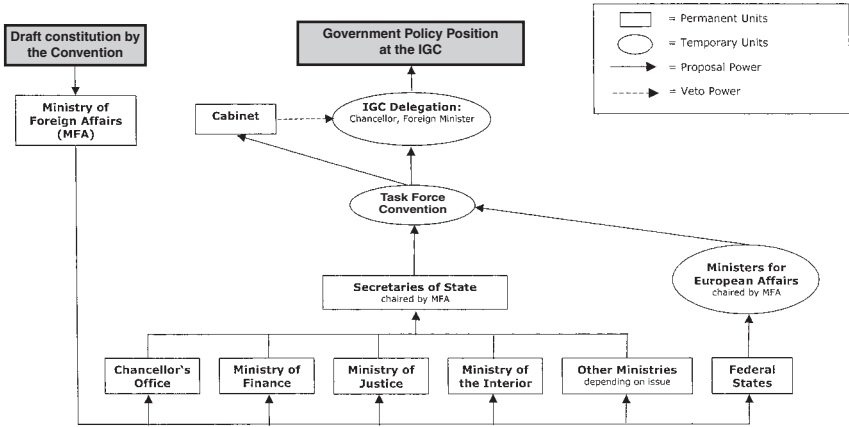 Draft constitution by
the Convention
Government Policy Position
at the IGC
= Permanent Units
= Temporary Units
= Proposal Power
= Veto Power
Ministry of
Foreign Affairs
(MFA)
Cabinet
IGC Delegation:
Chancellor, Foreign Minister
Task Force
Convention
Secretaries of State
chaired by MFA
Ministers for
European Affairs
chaired by MFA
Chancellor's
Office
Ministry of
Finance
Ministry of
Justice
Ministry of
the Interior
Other Ministries
depending on issue
Federal
States